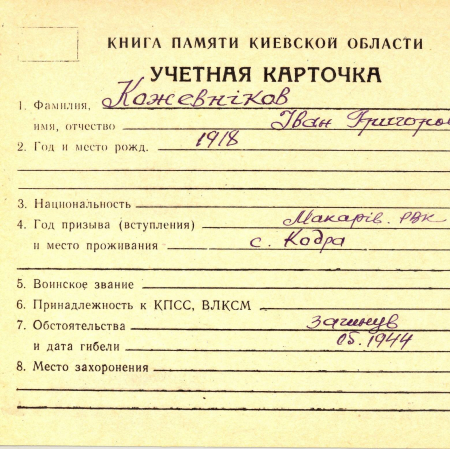 КНИГА ПАМЯТИ КИЕВСКОЙ ОБЛАСТИ
УЧЕТНАЯ КАРТОЧКА
1. Фамилия, Кожевніков
имя, отчество Іван Григоров
2. Год и место рожд. 1918
3. Национальность
4. Год призыва (вступления) Макарів. РВК
и место проживания с. Кодра
5. Воинское звание
6. Принадлежность к КПСС, ВЛКСМ
7. Обстоятельства загинув
и дата гибели 05.1944
8. Место захоронения